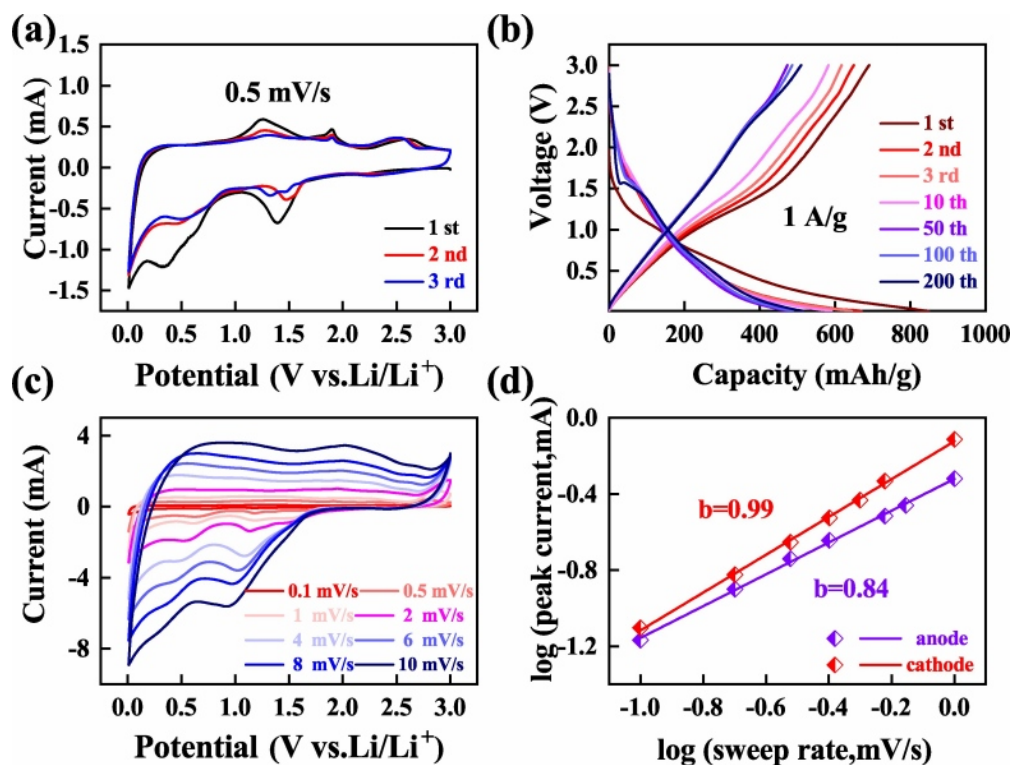 (a)
Current (mA)
1.5
1.0
0.5
0.0
-0.5
-1.0
-1.5
0.5 mV/s
1 st
2 nd
3 rd
0.0 0.5 1.0 1.5 2.0 2.5 3.0
Potential (V vs.Li/Li⁺)
(b)
Voltage (V)
3.0
2.5
2.0
1.5
1.0
0.5
1 A/g
1 st
2 nd
3 rd
10 th
50 th
100 th
200 th
0 200 400 600 800 1000
Capacity (mAh/g)
(c)
Current (mA)
4
0
-4
-8
0.1 mV/s 0.5 mV/s
1 mV/s 2 mV/s
4 mV/s 6 mV/s
8 mV/s 10 mV/s
0.0 0.5 1.0 1.5 2.0 2.5 3.0
Potential (V vs.Li/Li⁺)
(d)
log (peak current,mA)
0.0
-0.4
-0.8
-1.2
b=0.99
b=0.84
anode
cathode
-1.0 -0.8 -0.6 -0.4 -0.2 0.0
log (sweep rate,mV/s)